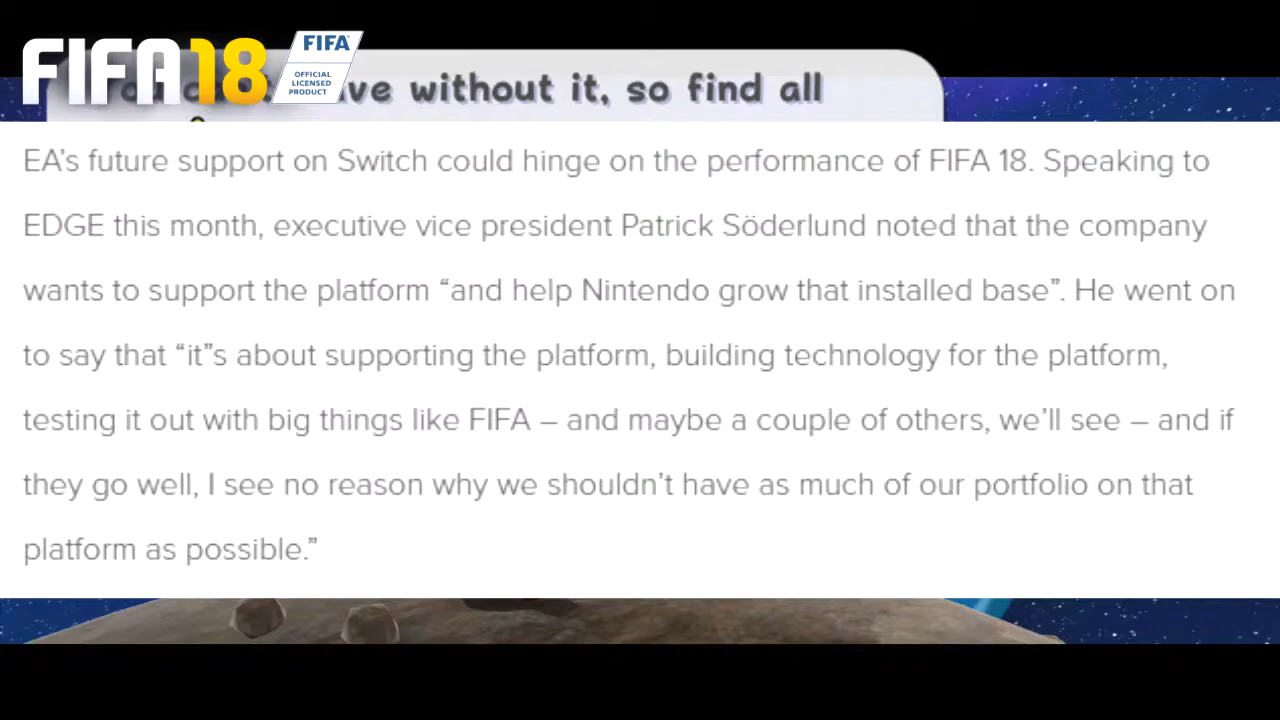 FIFA 18
FIFA
OFFICIAL
LICENSED
PRODUCT
without it, so find all
EA’s future support on Switch could hinge on the performance of FIFA 18. Speaking to
EDGE this month, executive vice president Patrick Söderlund noted that the company
wants to support the platform “and help Nintendo grow that installed base”. He went on
to say that “it”s about supporting the platform, building technology for the platform,
testing it out with big things like FIFA – and maybe a couple of others, we’ll see – and if
they go well, I see no reason why we shouldn’t have as much of our portfolio on that
platform as possible.”